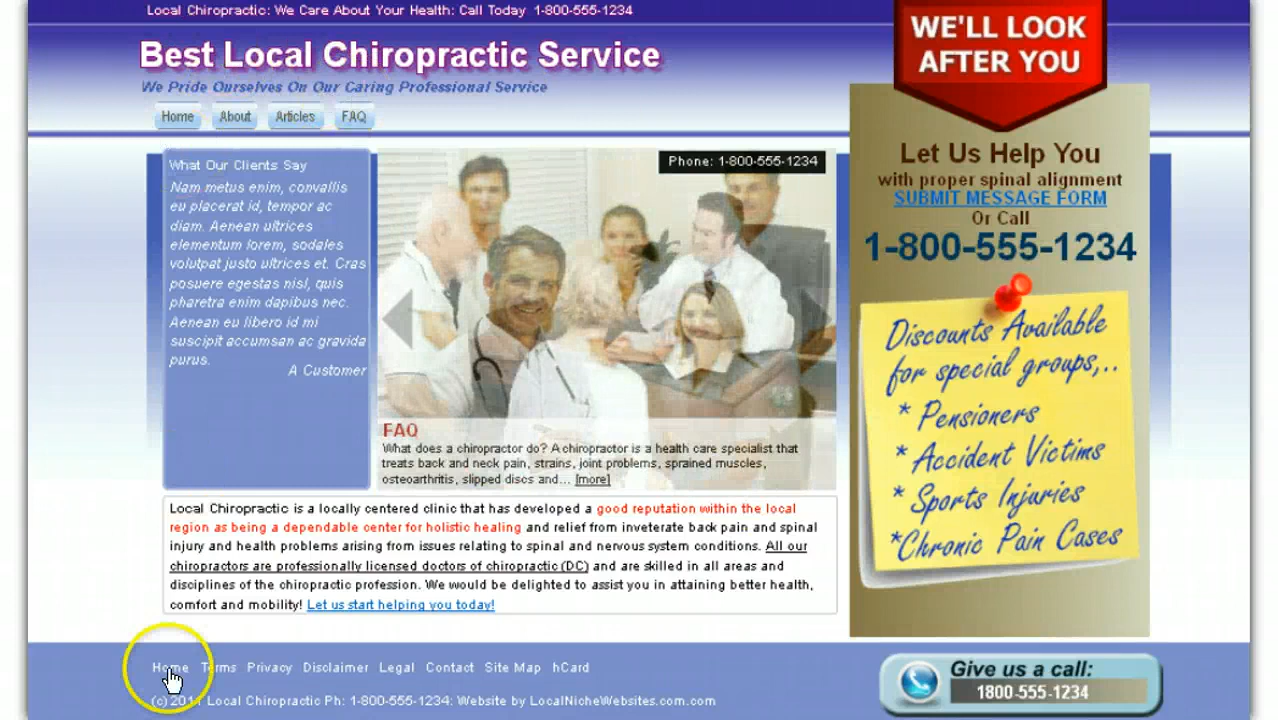 Local Chiropractic: We Care About Your Health: Call Today 1-800-555-1234
WE'LL LOOK
AFTER YOU
Best Local Chiropractic Service
We Pride Ourselves On Our Caring Professional Service
Home About Articles FAQ
What Our Clients Say
Nam metus enim, convallis
eu placerat id, tempor ac
diam. Aenean ultrices
elementum lorem, sodales
volutpat justo ultrices et. Cras
posuere egestas nisl, quis
pharetra enim dapibus nec.
Aenean eu libero id mi
suscipit accumsan ac gravida
purus.
A Customer
Phone: 1-800-555-1234
FAQ
What does a chiropractor do? A chiropractor is a health care specialist that
treats back and neck pain, strains, joint problems, sprained muscles,
osteoarthritis, slipped discs and... [more]
Let Us Help You
with proper spinal alignment
SUBMIT MESSAGE FORM
Or Call
1-800-555-1234
Discounts Available
for special groups,..
* Pensioners
* Accident Victims
* Sports Injuries
*Chronic Pain Cases
Local Chiropractic is a locally centered clinic that has developed a good reputation within the local
region as being a dependable center for holistic healing and relief from inveterate back pain and spinal
injury and health problems arising from issues relating to spinal and nervous system conditions. All our
chiropractors are professionally licensed doctors of chiropractic (DC) and are skilled in all areas and
disciplines of the chiropractic profession. We would be delighted to assist you in attaining better health,
comfort and mobility! Let us start helping you today!
Home Terms Privacy Disclaimer Legal Contact Site Map hCard
(c) 2011 Local Chiropractic Ph: 1-800-555-1234: Website by LocalNicheWebsites.com.com
Give us a call:
1800-555-1234